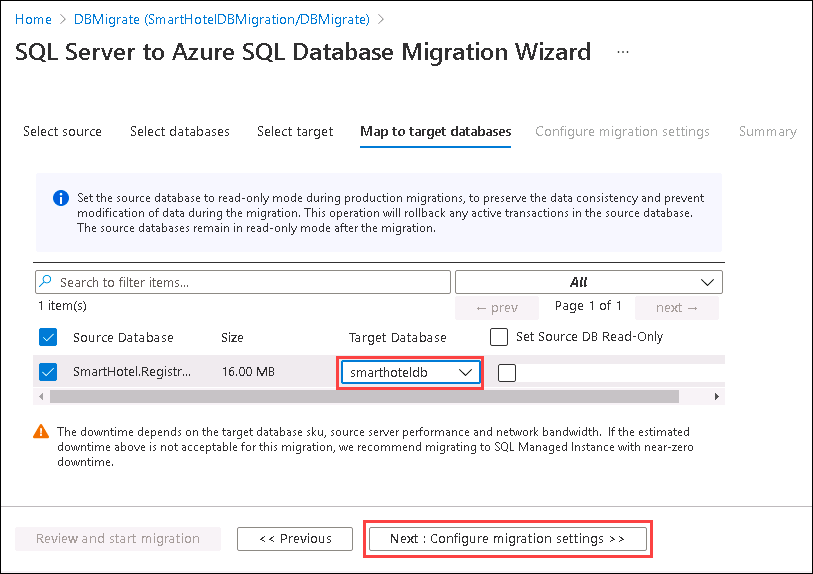 Home > DBMigrate (SmartHotelDBMigration/DBMigrate) >
SQL Server to Azure SQL Database Migration Wizard ...
Select source Select databases Select target Map to target databases Configure migration settings Summary
Set the source database to read-only mode during production migrations, to preserve the data consistency and prevent
modification of data during the migration. This operation will rollback any active transactions in the source database.
The source databases remain in read-only mode after the migration.
Search to filter items... All
1 item(s) ← prev Page 1 of 1 next →
Source Database Size Target Database Set Source DB Read-Only
SmartHotel.Registr... 16.00 MB smarthoteldb
The downtime depends on the target database sku, source server performance and network bandwidth. If the estimated
downtime above is not acceptable for this migration, we recommend migrating to SQL Managed Instance with near-zero
downtime.
Review and start migration << Previous Next : Configure migration settings >>